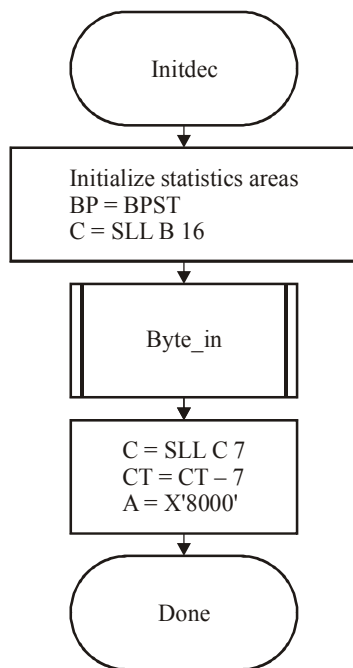 Initdec
Initialize statistics areas
BP = BPST
C = SLL B 16
Byte_in
C = SLL C 7
CT = CT – 7
A = X'8000'
Done